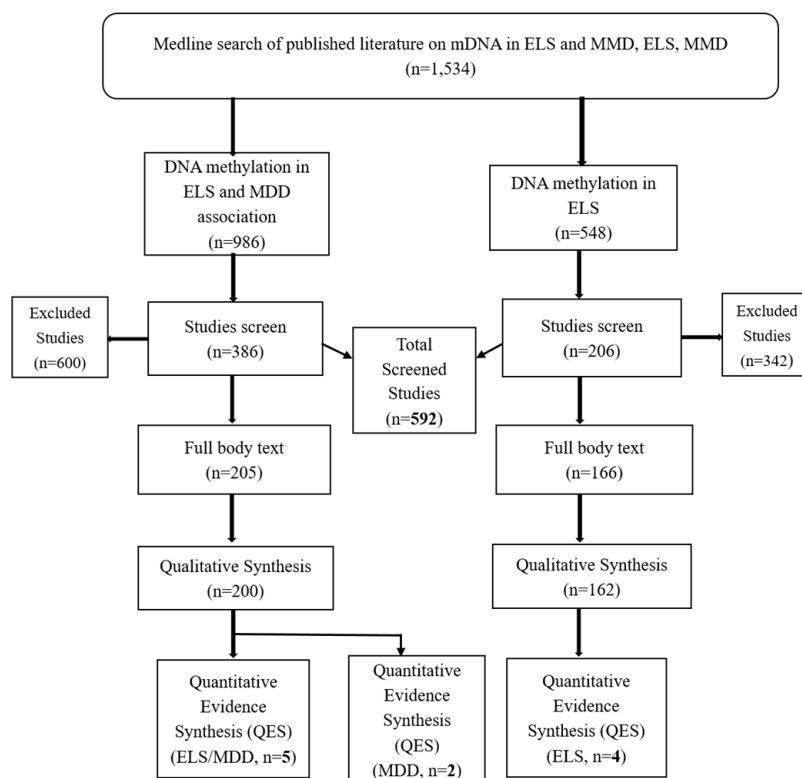 Medline search of published literature on mDNA in ELS and MMD, ELS, MMD
(n=1,534)
DNA methylation in
ELS and MDD
association
(n=986)
DNA methylation in
ELS
(n=548)
Excluded
Studies
(n=600)
Studies screen
(n=386)
Total
Screened
Studies
(n=592)
Studies screen
(n=206)
Excluded
Studies
(n=342)
Full body text
(n=205)
Full body text
(n=166)
Qualitative Synthesis
(n=200)
Qualitative Synthesis
(n=162)
Quantitative
Evidence
Synthesis (QES)
(ELS/MDD, n=5)
Quantitative
Evidence
Synthesis
(QES)
(MDD, n=2)
Quantitative
Evidence
Synthesis (QES)
(ELS, n=4)